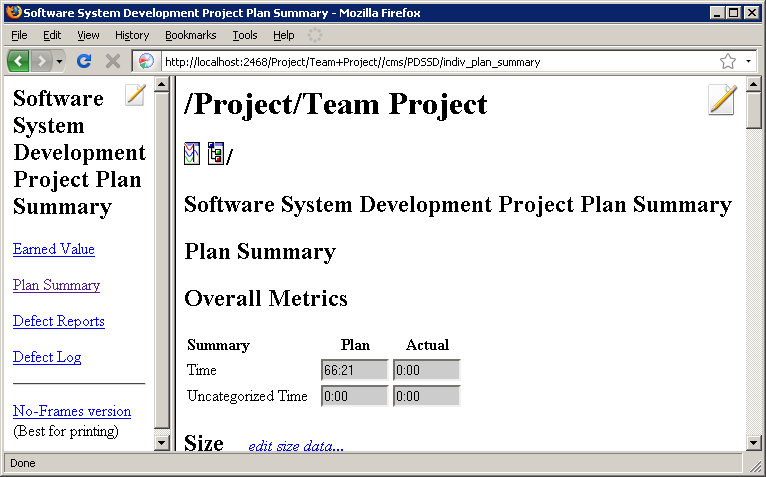 Software System Development Project Plan Summary - Mozilla Firefox
File Edit View History Bookmarks Tools Help
http://localhost:2468/Project/Team+Project//cms/PDSSD/indiv_plan_summary
Software
System
Development
Project Plan
Summary
Earned Value
Plan Summary
Defect Reports
Defect Log
No-Frames version
(Best for printing)
/Project/Team Project
/
Software System Development Project Plan Summary
Plan Summary
Overall Metrics
Summary Plan Actual
Time 66:21 0:00
Uncategorized Time 0:00 0:00
Size edit size data...
Done